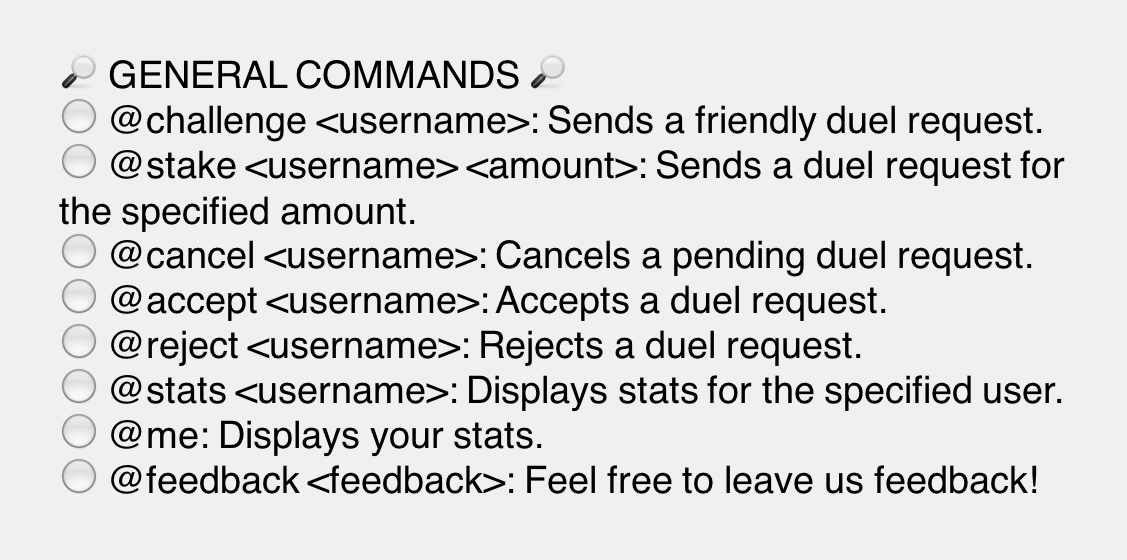 🔎 GENERAL COMMANDS 🔎
⚪ @challenge <username>: Sends a friendly duel request.
⚪ @stake <username> <amount>: Sends a duel request for
the specified amount.
⚪ @cancel <username>: Cancels a pending duel request.
⚪ @accept <username>: Accepts a duel request.
⚪ @reject <username>: Rejects a duel request.
⚪ @stats <username>: Displays stats for the specified user.
⚪ @me: Displays your stats.
⚪ @feedback <feedback>: Feel free to leave us feedback!